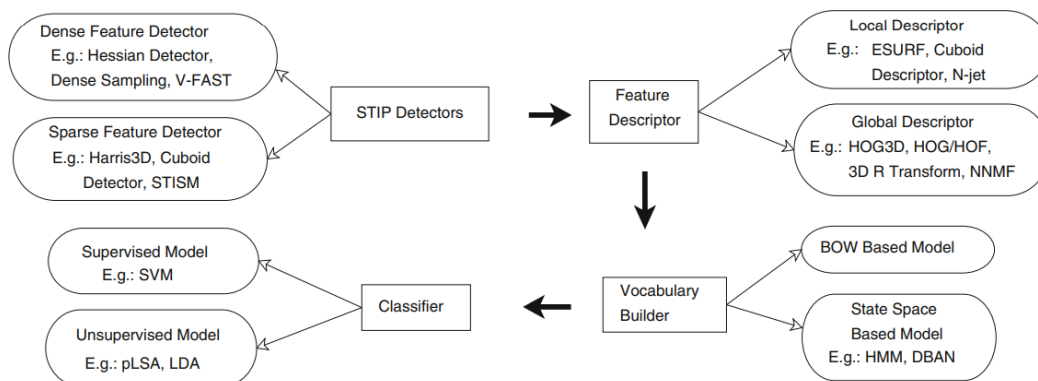 Dense Feature Detector
E.g.: Hessian Detector,
Dense Sampling, V-FAST
Sparse Feature Detector
E.g.: Harris3D, Cuboid
Detector, STISM
STIP Detectors
Feature
Descriptor
Local Descriptor
E.g.: ESURF, Cuboid
Descriptor, N-jet
Global Descriptor
E.g.: HOG3D, HOG/HOF,
3D R Transform, NNMF
Supervised Model
E.g.: SVM
Unsupervised Model
E.g.: pLSA, LDA
Classifier
Vocabulary
Builder
BOW Based Model
State Space
Based Model
E.g.: HMM, DBAN